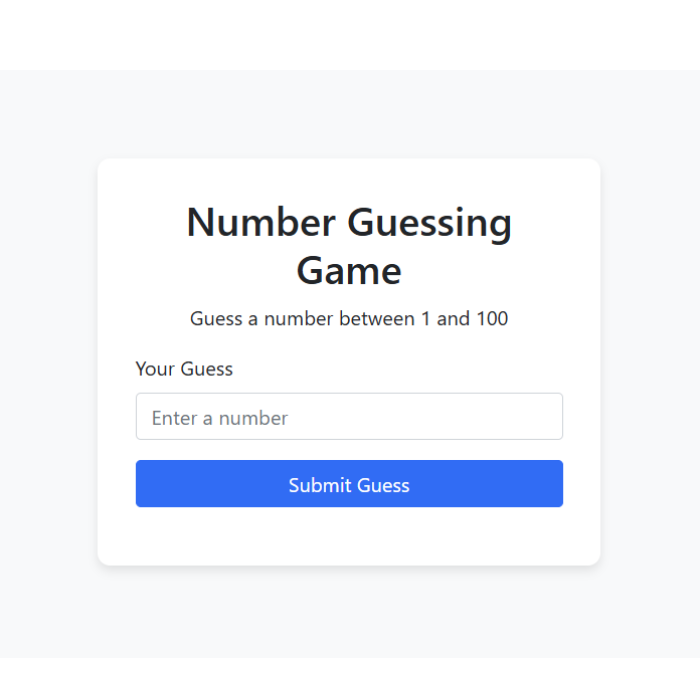 Number Guessing
Game
Guess a number between 1 and 100
Your Guess
Enter a number
Submit Guess